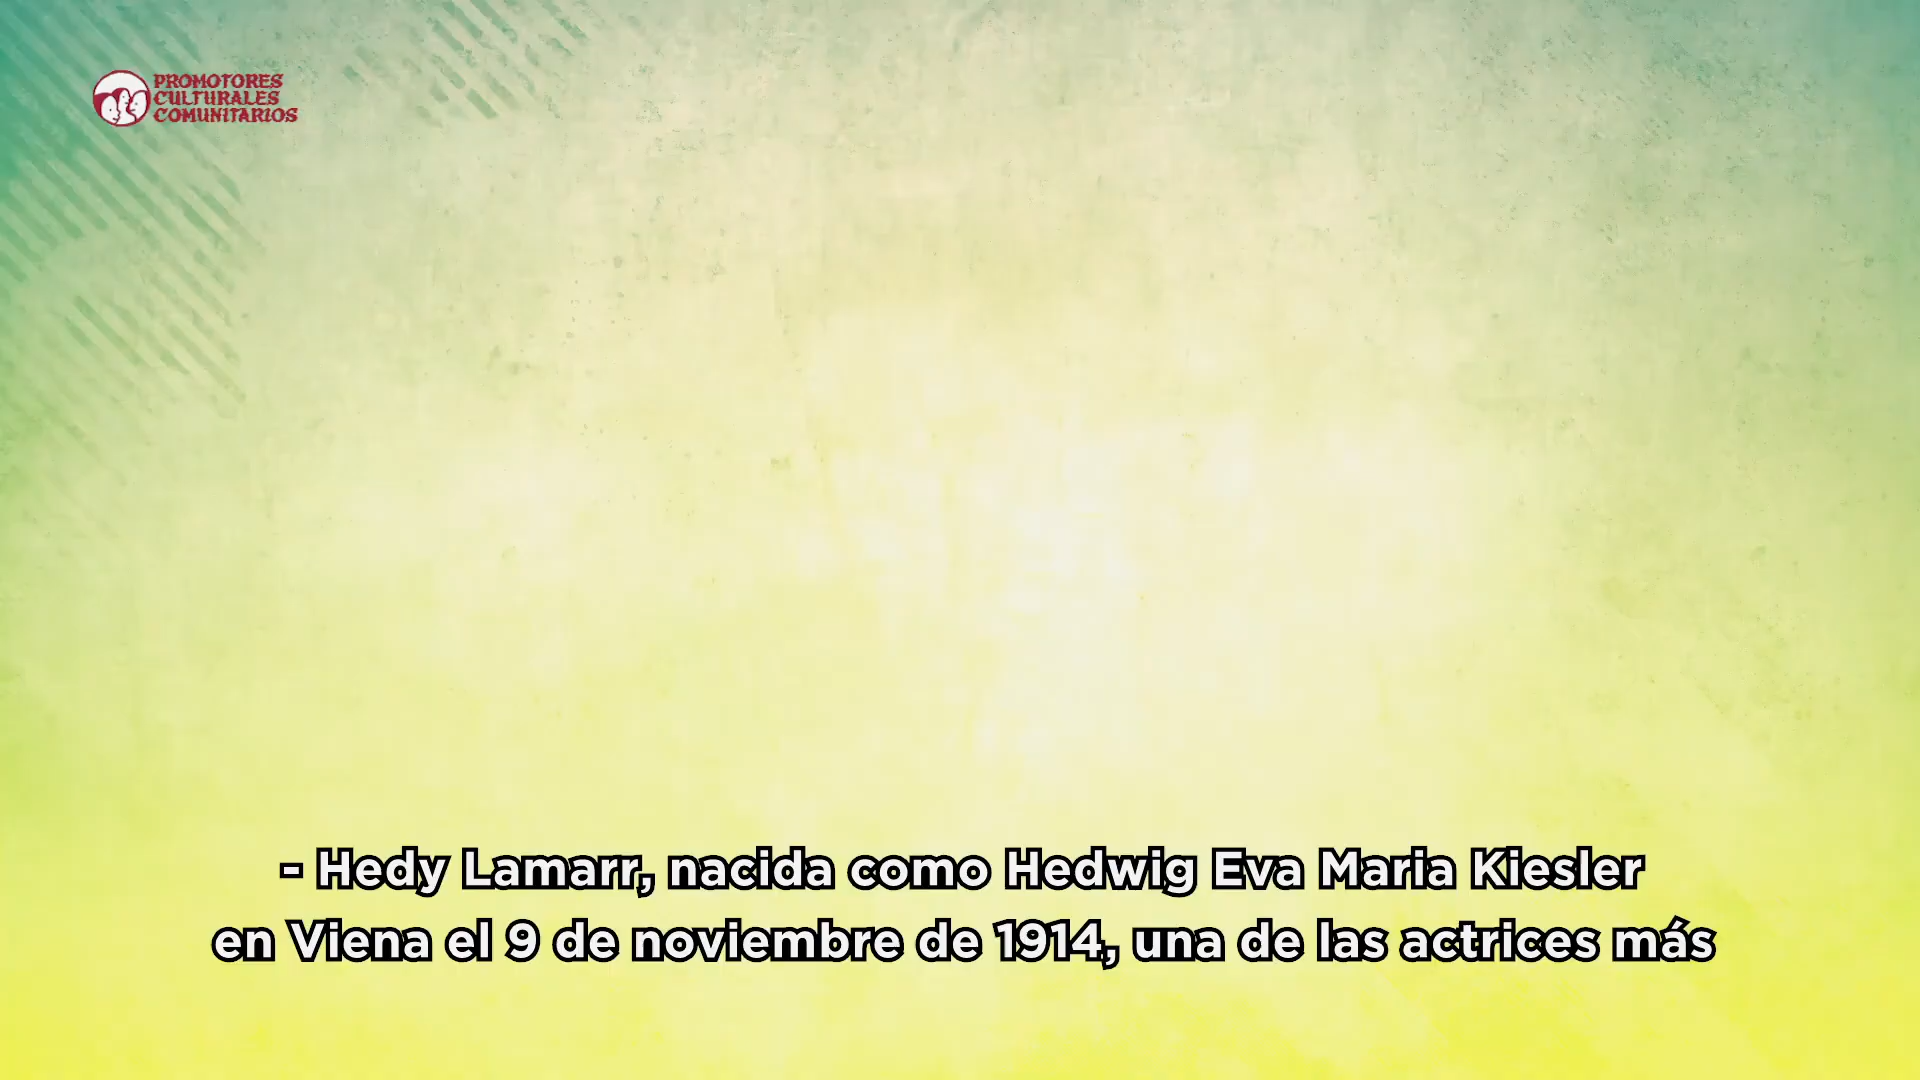 PROMOTORES
CULTURALES
COMUNITARIOS
- Hedy Lamarr, nacida como Hedwig Eva Maria Kiesler
en Viena el 9 de noviembre de 1914, una de las actrices más